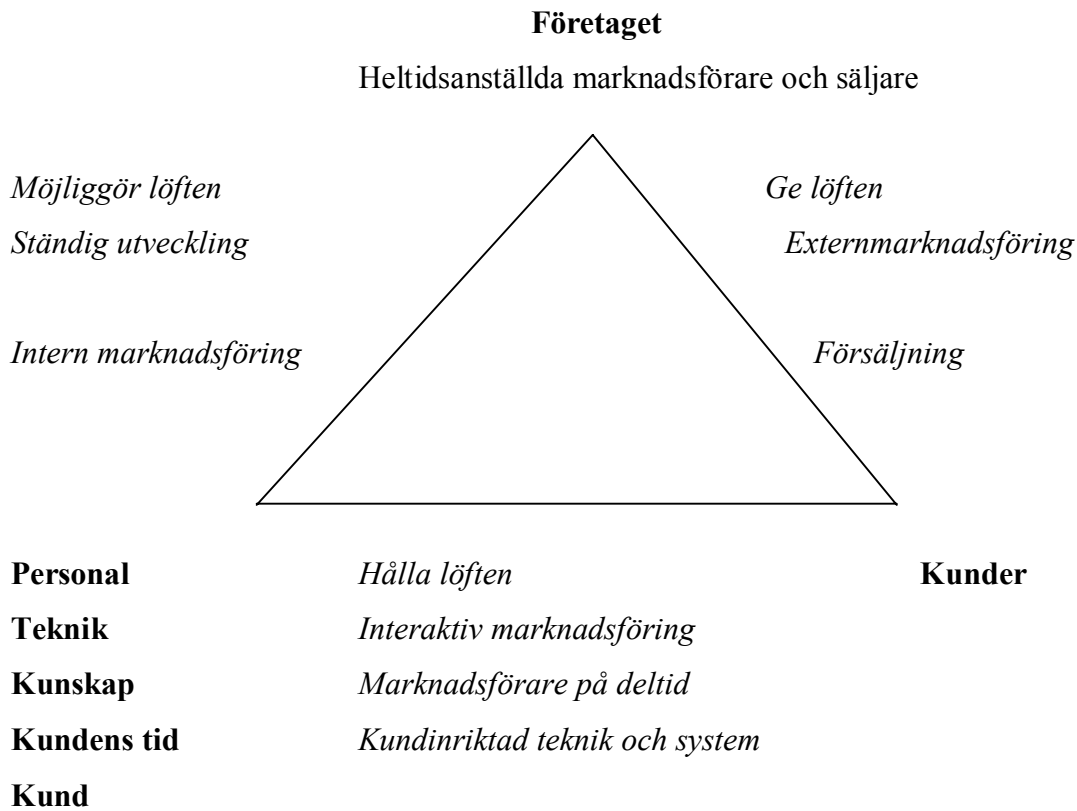 Företaget
Heltidsanställda marknadsförare och säljare
Möjliggör löften Ge löften
Ständig utveckling Externmarknadsföring
Intern marknadsföring Försäljning
Personal Hålla löften Kunder
Teknik Interaktiv marknadsföring
Kunskap Marknadsförare på deltid
Kundens tid Kundinriktad teknik och system
Kund